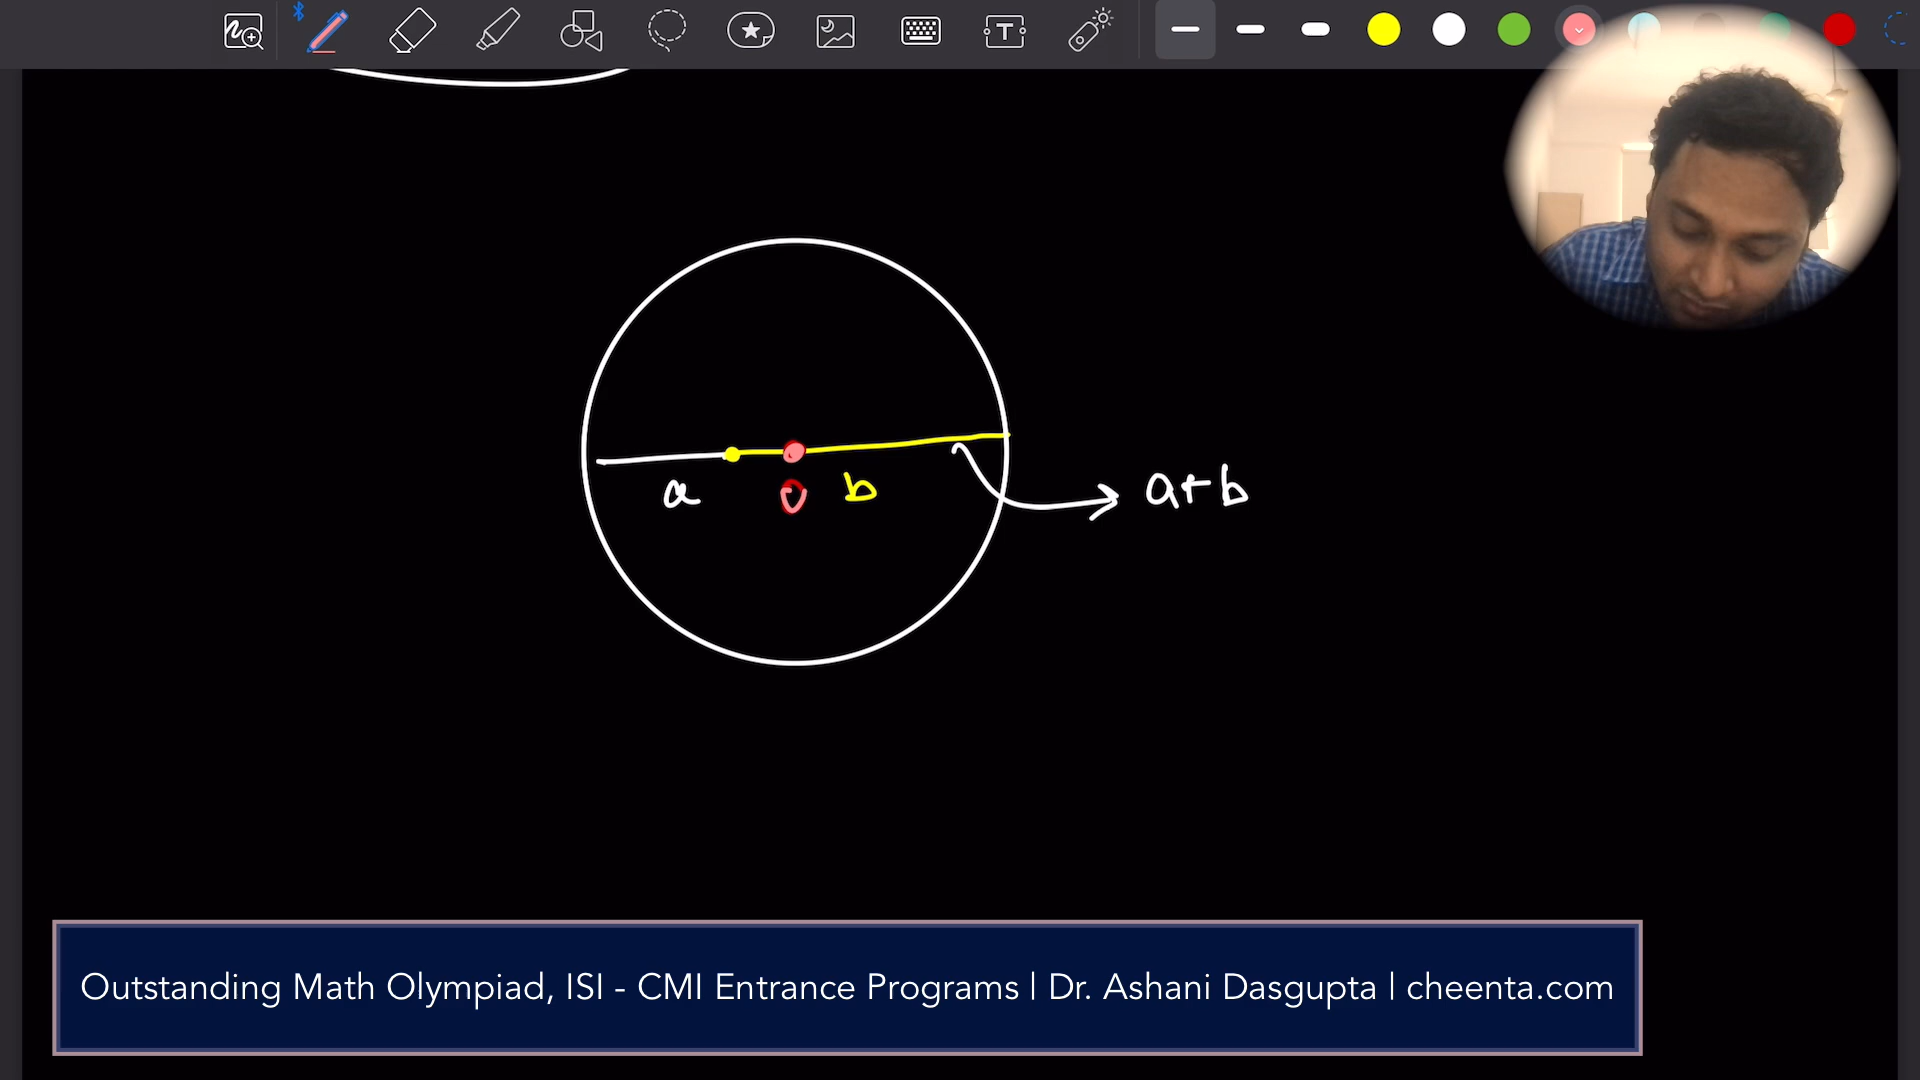 T
a
O
b
a+b
Outstanding Math Olympiad, ISI - CMI Entrance Programs | Dr. Ashani Dasgupta | cheenta.com